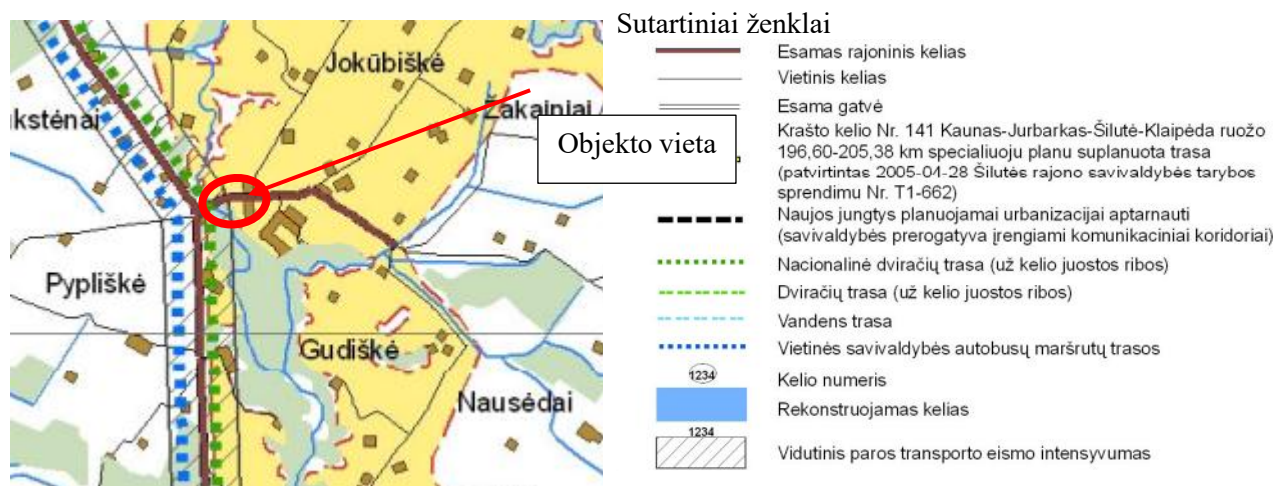 Jokūbiškė
Žakainiai
kstėnai
Objekto vieta
Pypliškė
Gudiškė
Nausėdai
Sutartiniai ženklai
Esamas rajoninis kelias
Vietinis kelias
Esama gatvė
Krašto kelio Nr. 141 Kaunas-Jurbarkas-Šilutė-Klaipėda ruožo
196,60-205,38 km specialiuoju planu suplanuota trasa
(patvirtintas 2005-04-28 Šilutės rajono savivaldybės tarybos
sprendimu Nr. T1-662)
Naujos jungtys planuojamai urbanizacijai aptarnauti
(savivaldybės prerogatyva įrengiami komunikaciniai koridoriai)
Nacionalinė dviračių trasa (už kelio juostos ribos)
Dviračių trasa (už kelio juostos ribos)
Vandens trasa
Vietinės savivaldybės autobusų maršrutų trasos
1234
Kelio numeris
Rekonstruojamas kelias
1234
Vidutinis paros transporto eismo intensyvumas